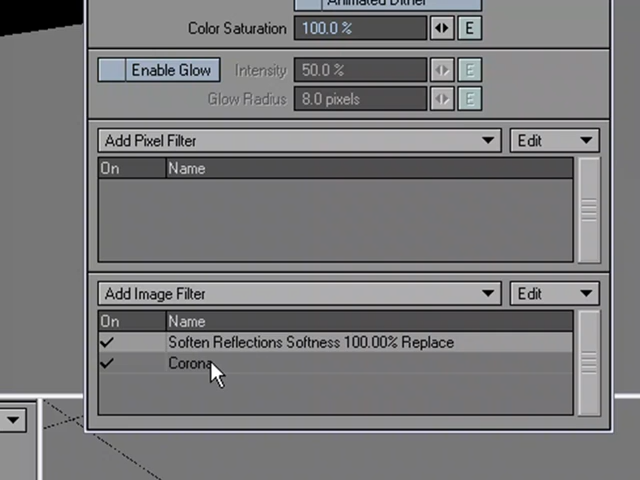 Animated Dither
Color Saturation 100.0 % E
Enable Glow Intensity 50.0 % E
Glow Radius 8.0 pixels E
Add Pixel Filter Edit
On Name
Add Image Filter Edit
On Name
Soften Reflections Softness 100.00% Replace
Corona